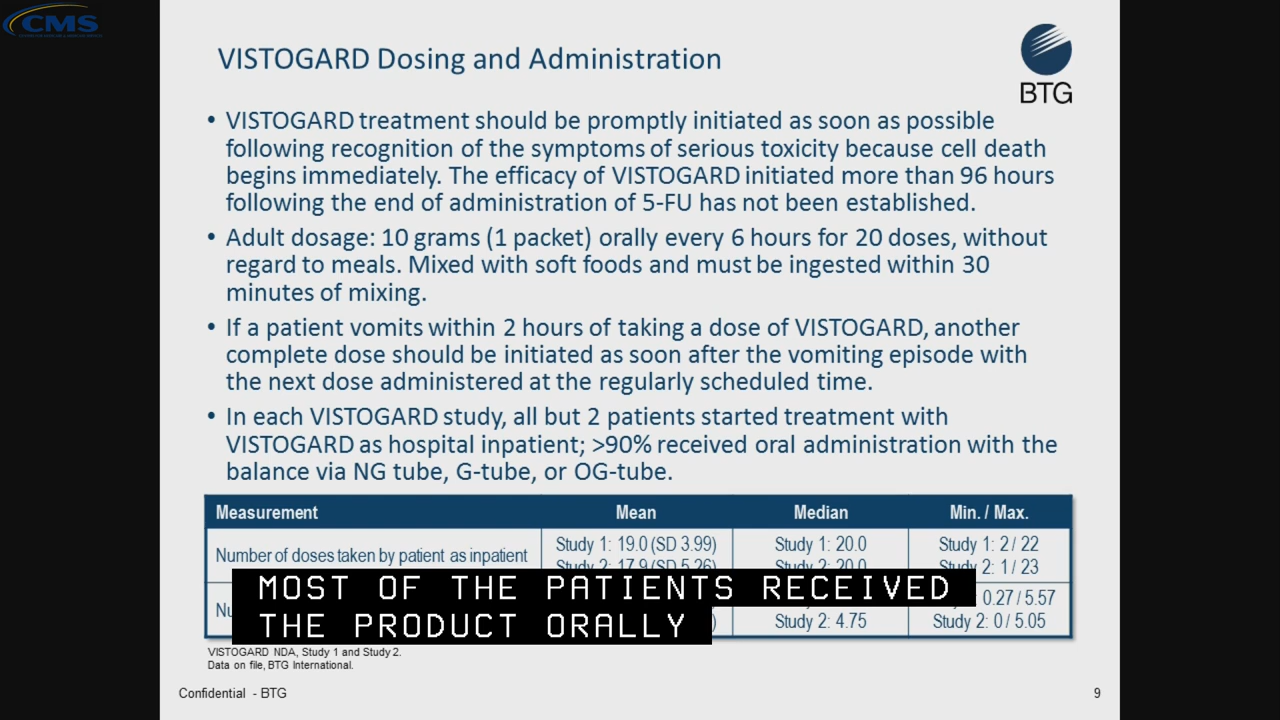 CMS
VISTOGARD Dosing and Administration
BTG
• VISTOGARD treatment should be promptly initiated as soon as possible
following recognition of the symptoms of serious toxicity because cell death
begins immediately. The efficacy of VISTOGARD initiated more than 96 hours
following the end of administration of 5-FU has not been established.
• Adult dosage: 10 grams (1 packet) orally every 6 hours for 20 doses, without
regard to meals. Mixed with soft foods and must be ingested within 30
minutes of mixing.
• If a patient vomits within 2 hours of taking a dose of VISTOGARD, another
complete dose should be initiated as soon after the vomiting episode with
the next dose administered at the regularly scheduled time.
• In each VISTOGARD study, all but 2 patients started treatment with
VISTOGARD as hospital inpatient; >90% received oral administration with the
balance via NG tube, G-tube, or OG-tube.
Measurement Mean Median Min. / Max.
Number of doses taken by patient as inpatient
Study 1: 19.0 (SD 3.99) Study 1: 20.0 Study 1: 2 / 22
Study 2: 17.9 (SD 5.26) Study 2: 20.0 Study 2: 1 / 23
0.27 / 5.57
Study 2: 4.75 Study 2: 0 / 5.05
MOST OF THE PATIENTS RECEIVED
THE PRODUCT ORALLY
VISTOGARD NDA, Study 1 and Study 2.
Data on file, BTG International.
Confidential - BTG 9